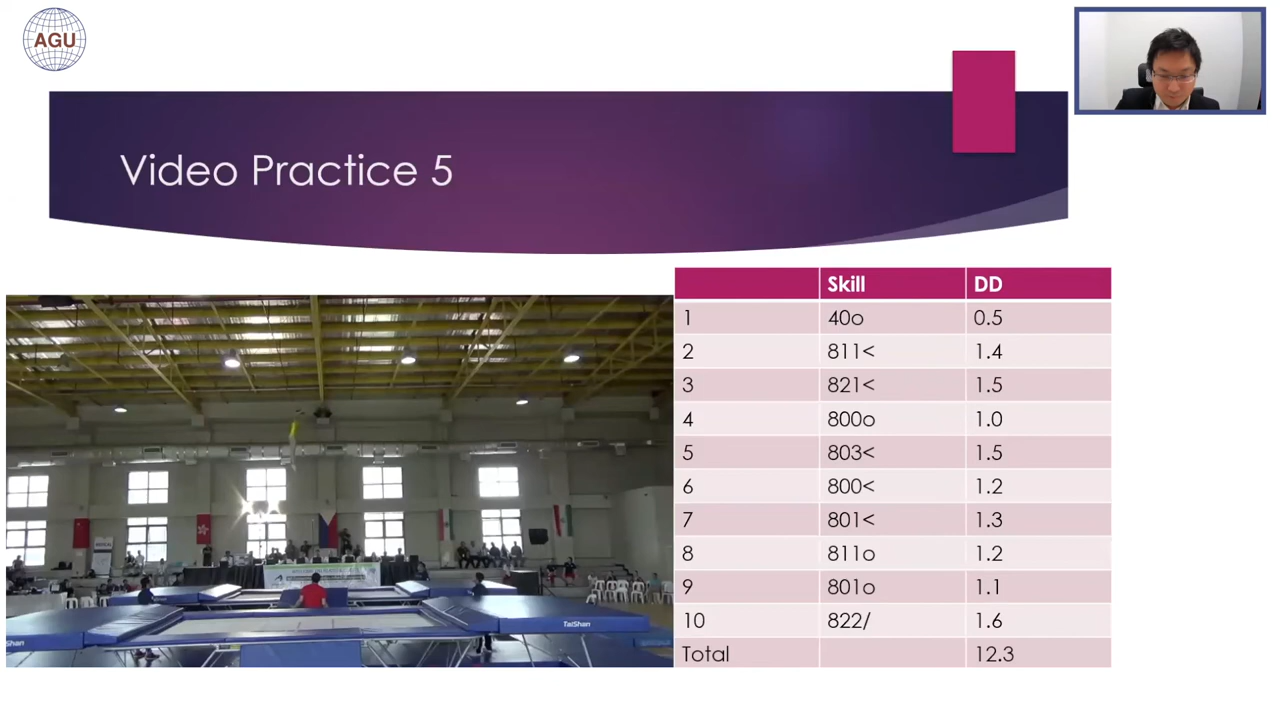 AGU
Video Practice 5
Skill DD
1 40o 0.5
2 811< 1.4
3 821< 1.5
4 800o 1.0
5 803< 1.5
6 800< 1.2
7 801< 1.3
8 811o 1.2
9 801o 1.1
10 822/ 1.6
Total 12.3
TaiShan